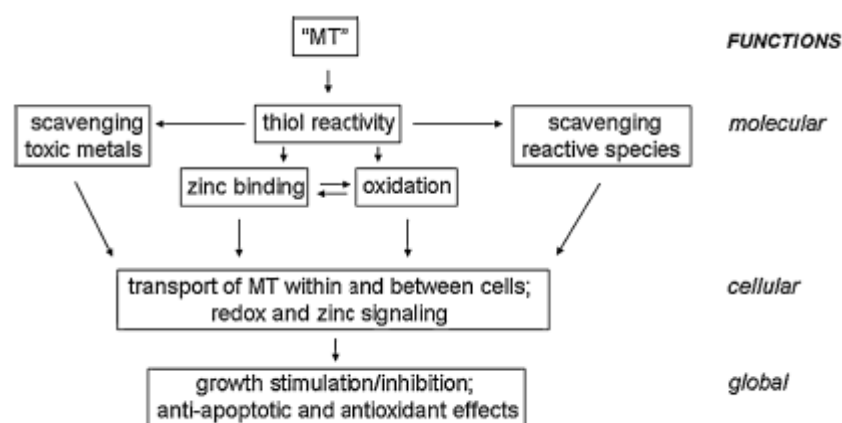 "MT"
FUNCTIONS
scavenging
toxic metals
thiol reactivity
scavenging
reactive species
molecular
zinc binding
oxidation
transport of MT within and between cells;
redox and zinc signaling
cellular
growth stimulation/inhibition;
anti-apoptotic and antioxidant effects
global